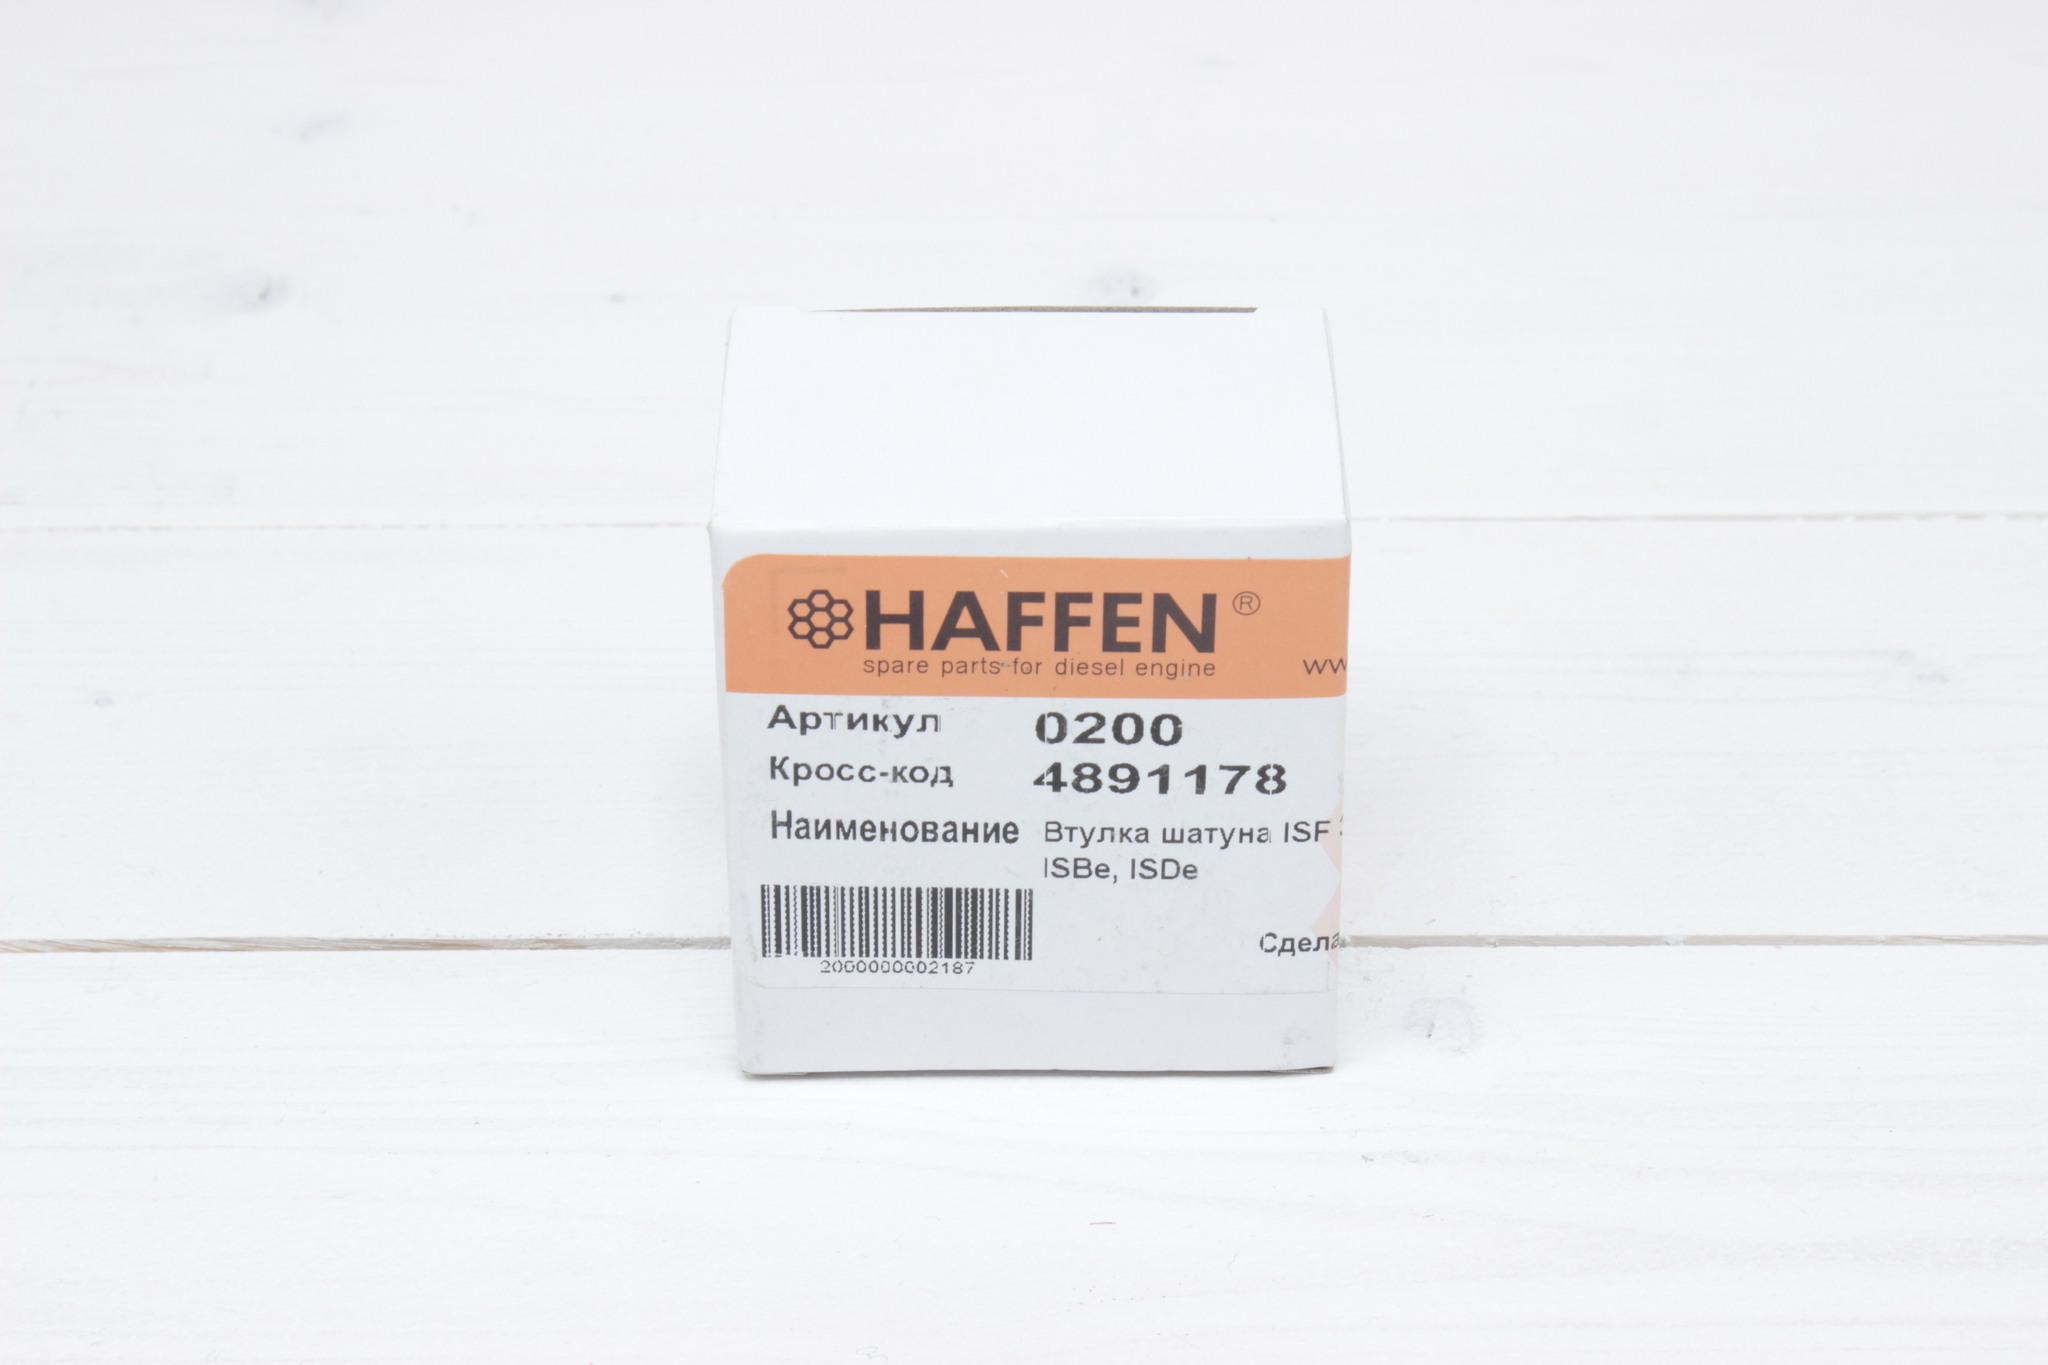 HAFFEN®
spare parts for diesel engine
Артикул 0200
Кросс-код 4891178
Наименование Втулка шатуна ISF
ISBe, ISDe
2000000002187